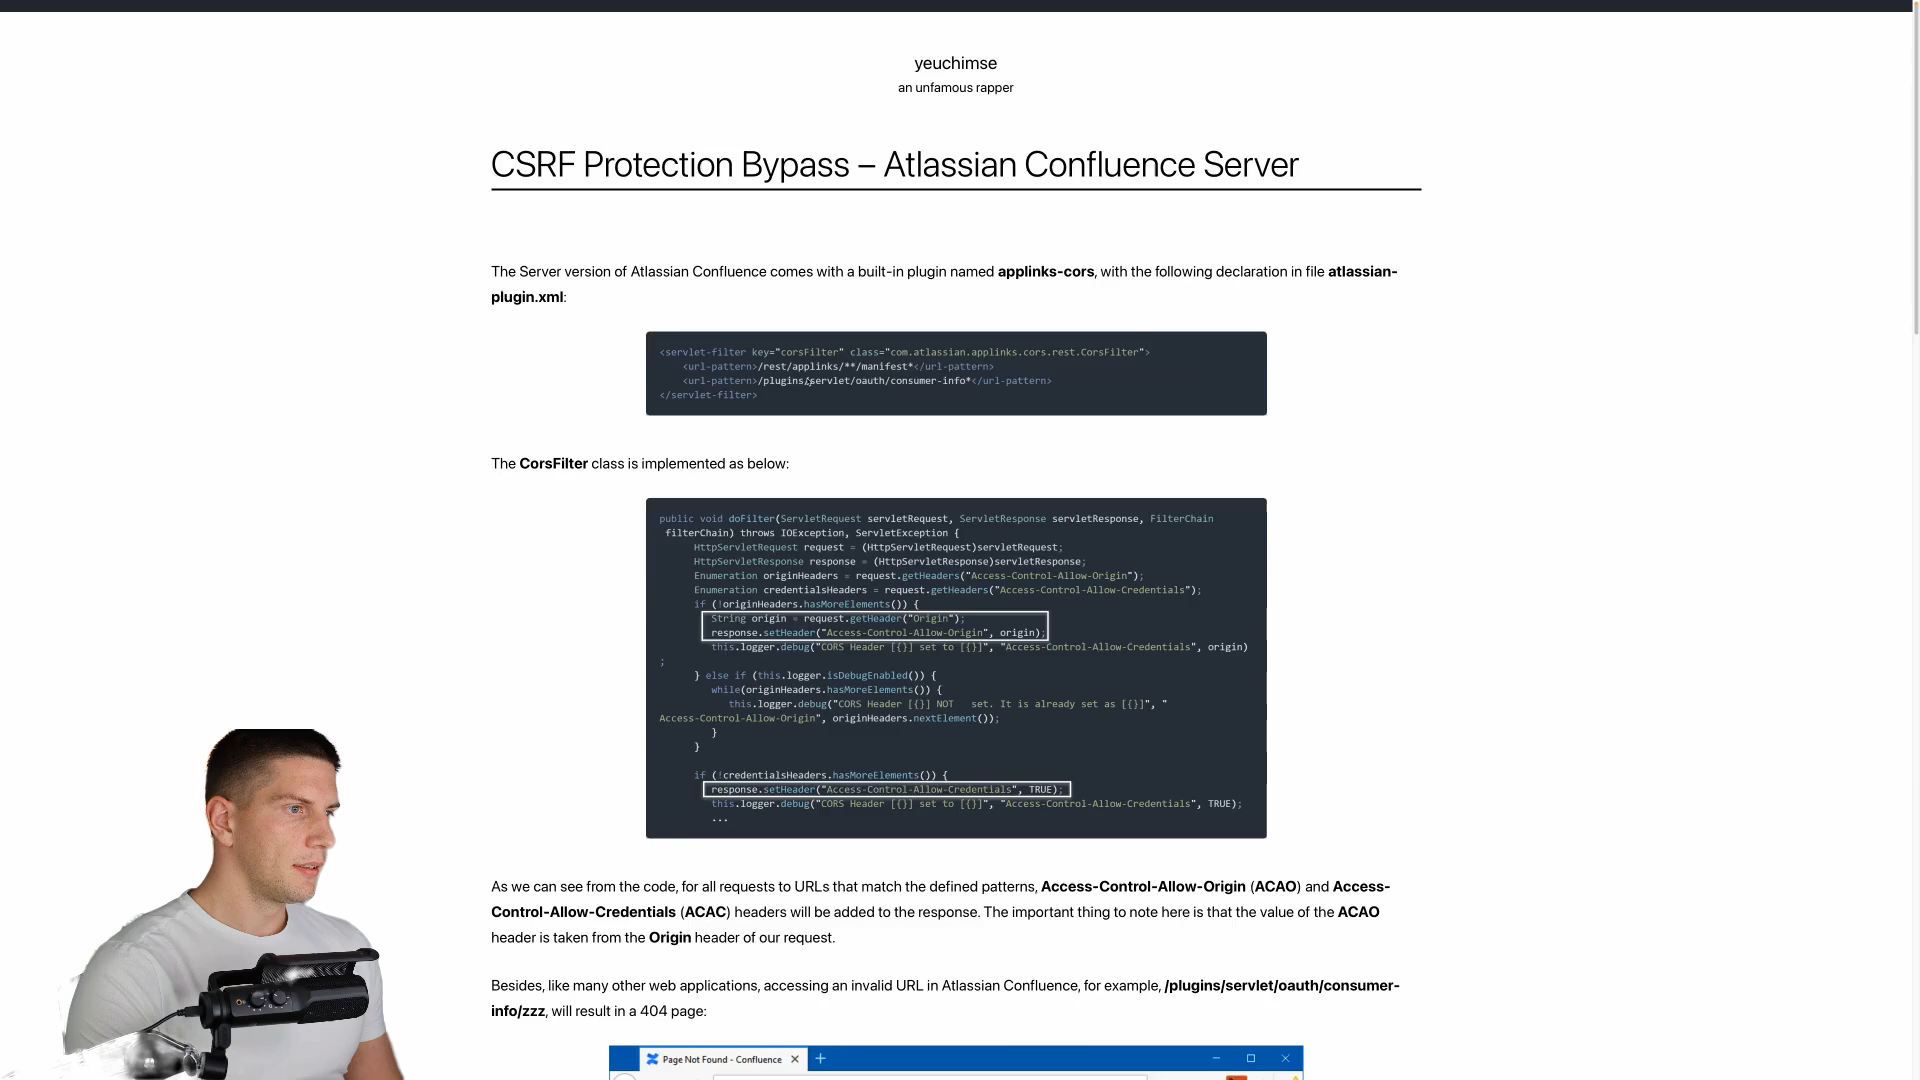 yeuchimse
an unfamous rapper
CSRF Protection Bypass – Atlassian Confluence Server
The Server version of Atlassian Confluence comes with a built-in plugin named applinks-cors, with the following declaration in file atlassian-
plugin.xml:
<servlet-filter key="corsFilter" class="com.atlassian.applinks.cors.rest.CorsFilter">
<url-pattern>/rest/applinks/**/manifest*</url-pattern>
<url-pattern>/plugins/servlet/oauth/consumer-info*</url-pattern>
</servlet-filter>
The CorsFilter class is implemented as below:
public void doFilter(ServletRequest servletRequest, ServletResponse servletResponse, FilterChain
filterChain) throws IOException, ServletException {
HttpServletRequest request = (HttpServletRequest)servletRequest;
HttpServletResponse response = (HttpServletResponse)servletResponse;
Enumeration originHeaders = request.getHeaders("Access-Control-Allow-Origin");
Enumeration credentialsHeaders = request.getHeaders("Access-Control-Allow-Credentials");
if (!originHeaders.hasMoreElements()) {
String origin = request.getHeader("Origin");
response.setHeader("Access-Control-Allow-Origin", origin);
this.logger.debug("CORS Header [{}] set to [{}]", "Access-Control-Allow-Credentials", origin)
;
} else if (this.logger.isDebugEnabled()) {
while(originHeaders.hasMoreElements()) {
this.logger.debug("CORS Header [{}] NOT set. It is already set as [{}]", "
Access-Control-Allow-Origin", originHeaders.nextElement());
}
}
if (!credentialsHeaders.hasMoreElements()) {
response.setHeader("Access-Control-Allow-Credentials", TRUE);
this.logger.debug("CORS Header [{}] set to [{}]", "Access-Control-Allow-Credentials", TRUE);
...
As we can see from the code, for all requests to URLs that match the defined patterns, Access-Control-Allow-Origin (ACAO) and Access-
Control-Allow-Credentials (ACAC) headers will be added to the response. The important thing to note here is that the value of the ACAO
header is taken from the Origin header of our request.
Besides, like many other web applications, accessing an invalid URL in Atlassian Confluence, for example, /plugins/servlet/oauth/consumer-
info/zzz, will result in a 404 page:
Page Not Found - Confluence